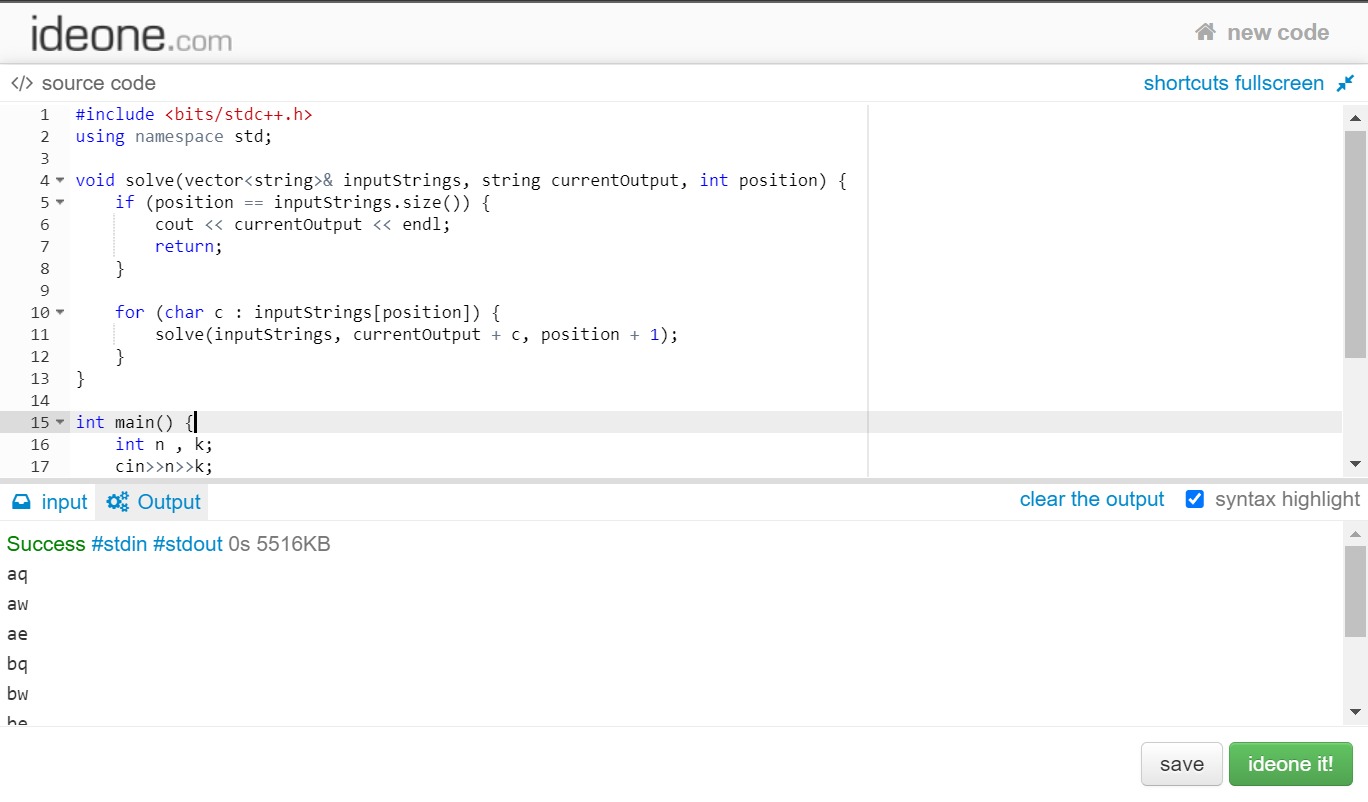 ideone.com
new code
</> source code
shortcuts fullscreen
1 #include <bits/stdc++.h>
2 using namespace std;
3
4 void solve(vector<string>& inputStrings, string currentOutput, int position) {
5     if (position == inputStrings.size()) {
6         cout << currentOutput << endl;
7         return;
8     }
9
10     for (char c : inputStrings[position]) {
11         solve(inputStrings, currentOutput + c, position + 1);
12     }
13 }
14
15 int main() {
16     int n , k;
17     cin>>n>>k;
input Output
clear the output syntax highlight
Success #stdin #stdout 0s 5516KB
aq
aw
ae
bq
bw
save ideone it!